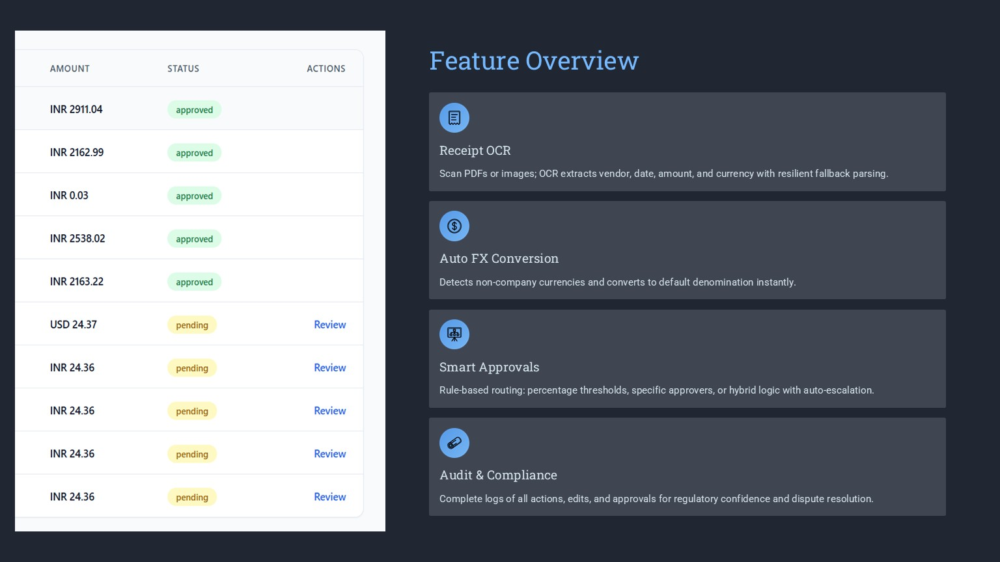 AMOUNT STATUS ACTIONS
INR 2911.04 approved
INR 2162.99 approved
INR 0.03 approved
INR 2538.02 approved
INR 2163.22 approved
USD 24.37 pending Review
INR 24.36 pending Review
INR 24.36 pending Review
INR 24.36 pending Review
INR 24.36 pending Review
Feature Overview
Receipt OCR
Scan PDFs or images; OCR extracts vendor, date, amount, and currency with resilient fallback parsing.
Auto FX Conversion
Detects non-company currencies and converts to default denomination instantly.
Smart Approvals
Rule-based routing: percentage thresholds, specific approvers, or hybrid logic with auto-escalation.
Audit & Compliance
Complete logs of all actions, edits, and approvals for regulatory confidence and dispute resolution.